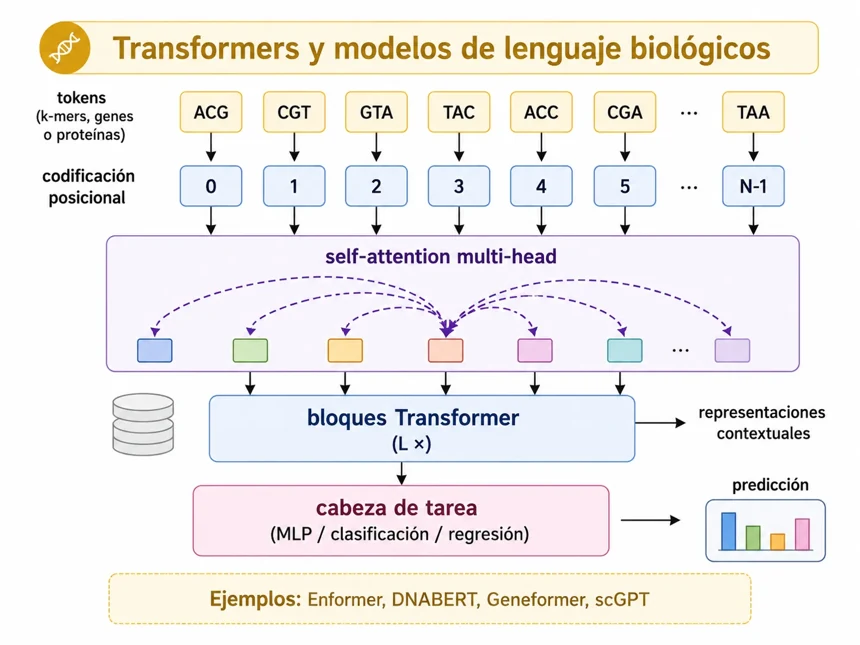 Transformers y modelos de lenguaje biológicos
tokens
(k-mers, genes
o proteínas)
ACG CGT GTA TAC ACC CGA ... TAA
codificación
posicional
0 1 2 3 4 5 ... N-1
self-attention multi-head
...
bloques Transformer
(L ×)
representaciones
contextuales
cabeza de tarea
(MLP / clasificación / regresión)
predicción
Ejemplos: Enformer, DNABERT, Geneformer, scGPT